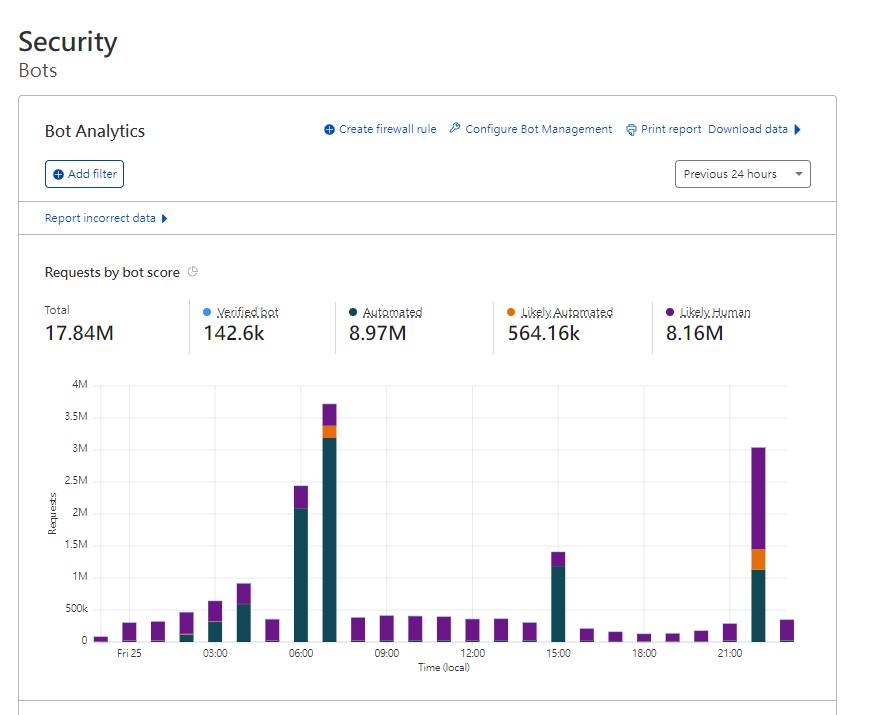 Security
Bots
Bot Analytics
Create firewall rule Configure Bot Management Print report Download data
Add filter
Previous 24 hours
Report incorrect data
Requests by bot score
Total Verified bot Automated Likely Automated Likely Human
17.84M 142.6k 8.97M 564.16k 8.16M
4M
3.5M
3M
2.5M
2M
1.5M
1M
500k
0
Requests
Fri 25 03:00 06:00 09:00 12:00 15:00 18:00 21:00
Time (local)